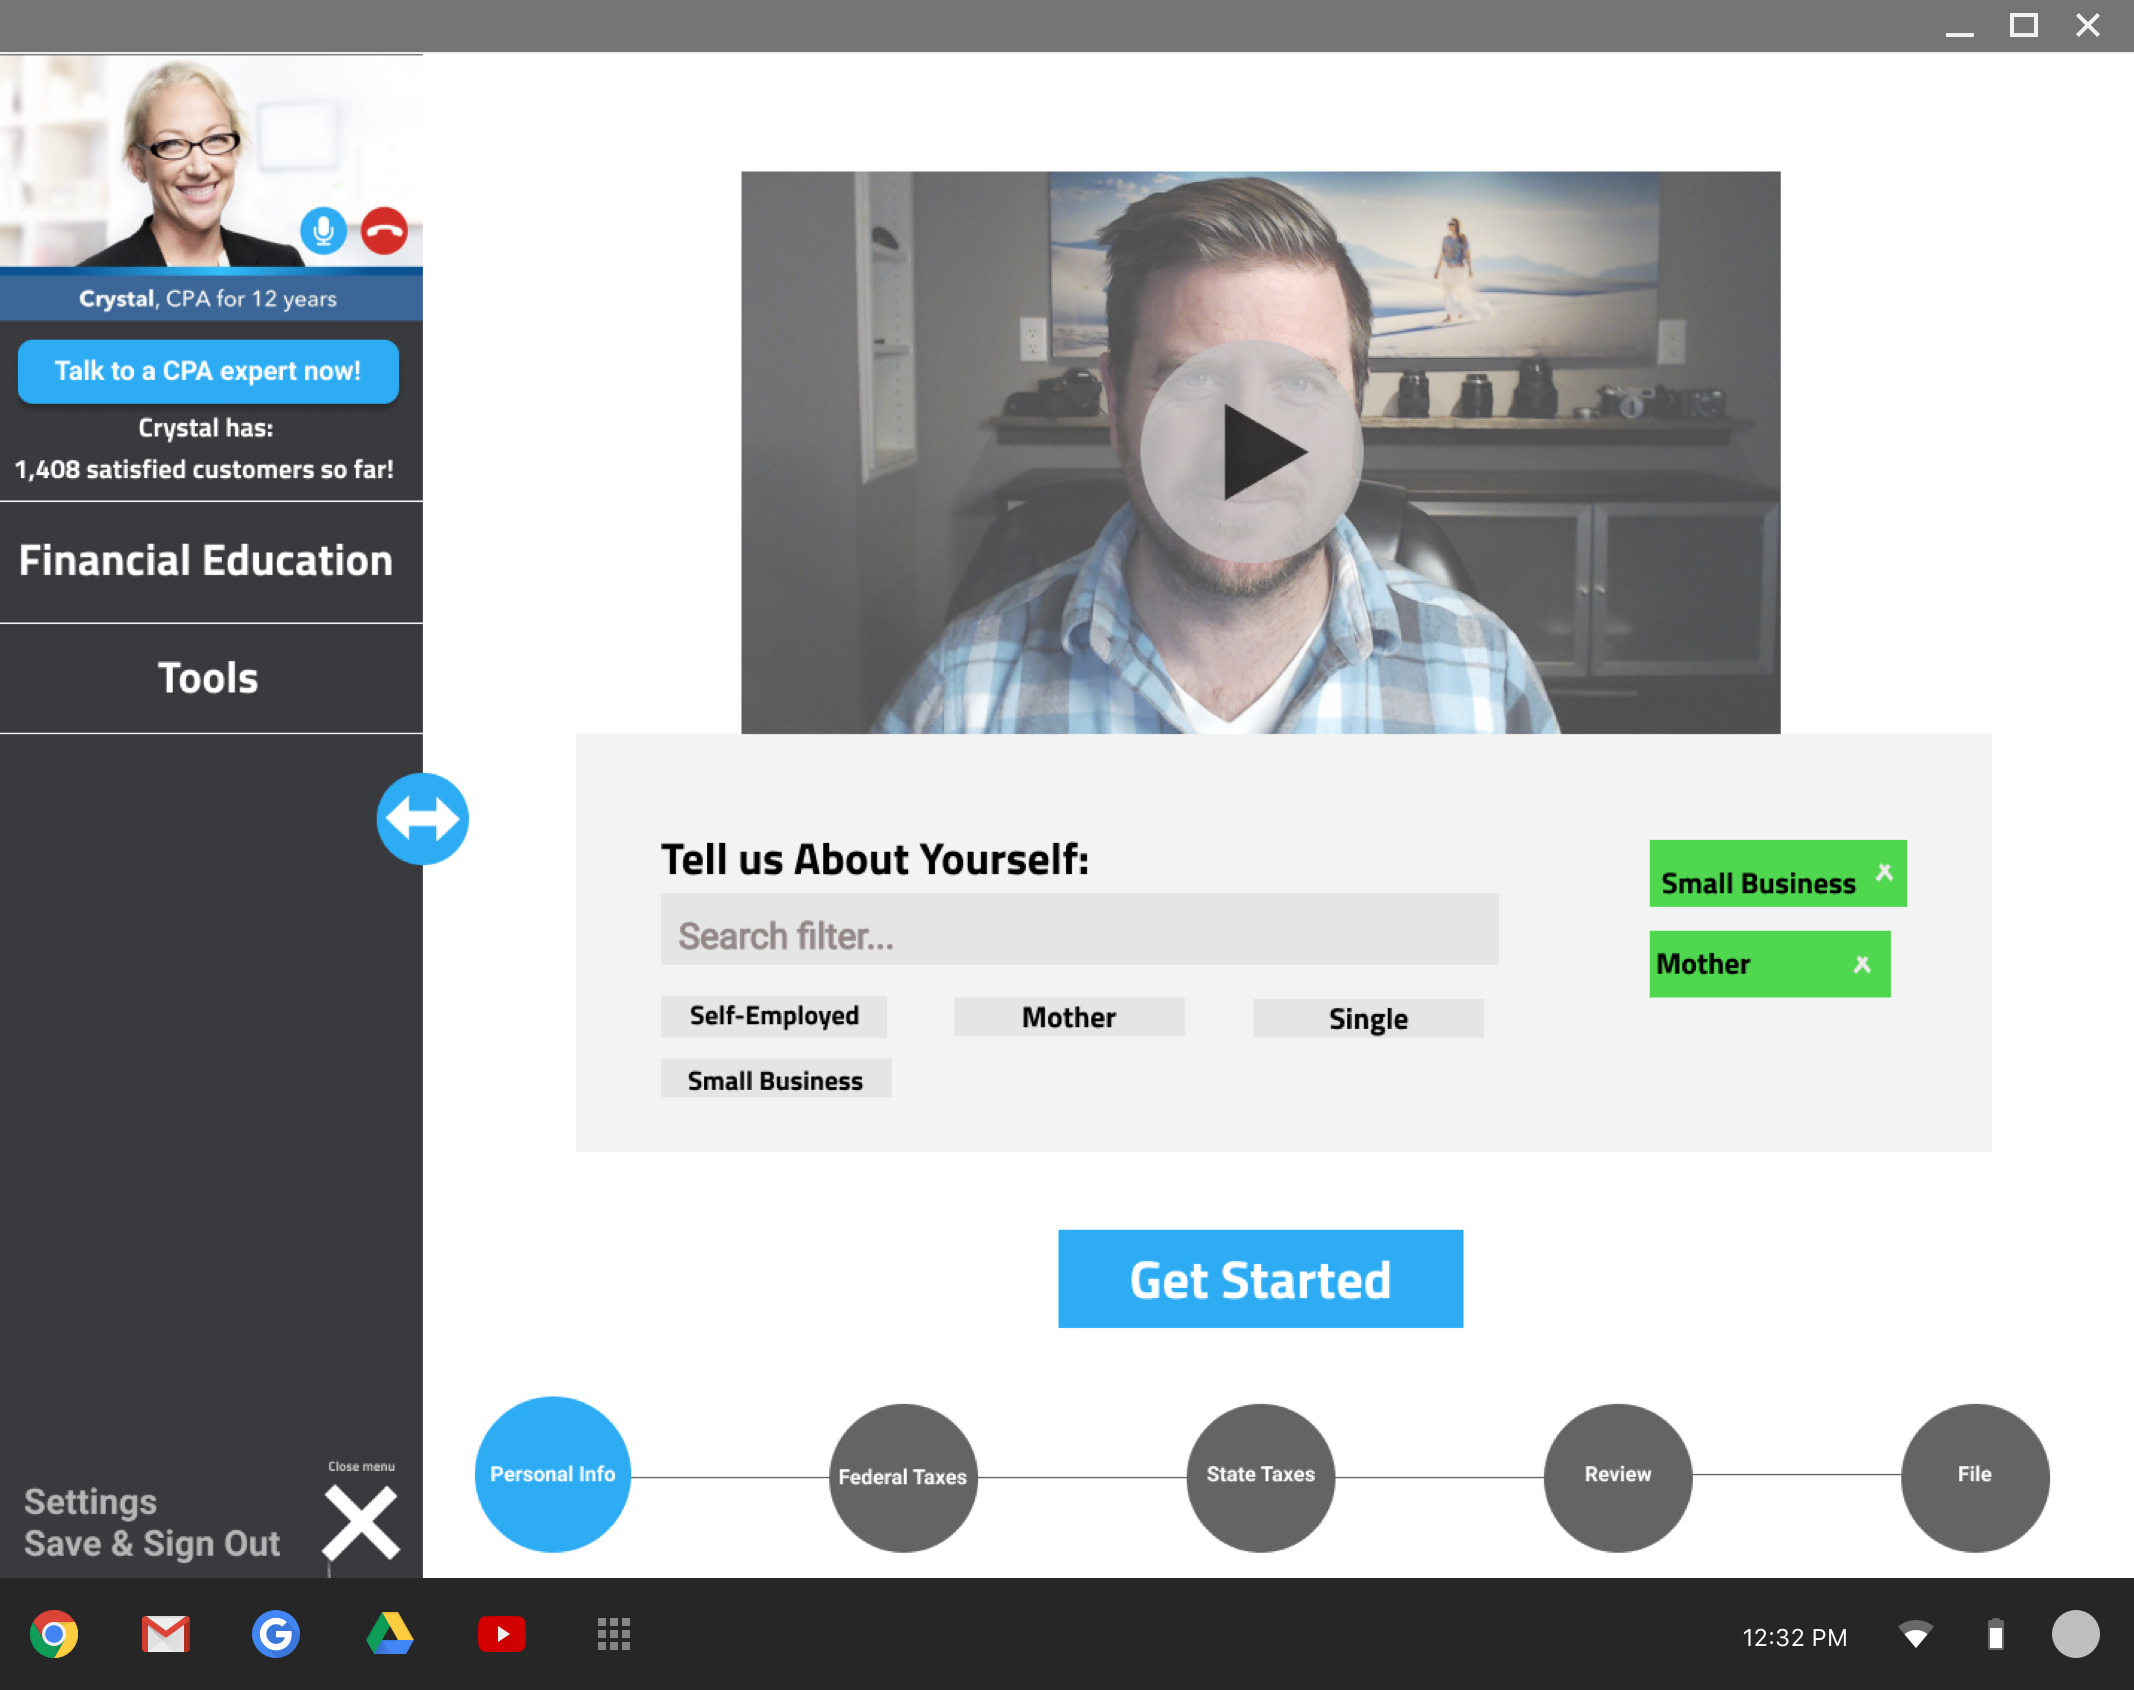 Crystal, CPA for 12 years
Talk to a CPA expert now!
Crystal has:
1,408 satisfied customers so far!
Financial Education
Tools
Tell us About Yourself:
Search filter...
Self-Employed
Mother
Single
Small Business
Small Business x
Mother x
Get Started
Personal Info
Federal Taxes
State Taxes
Review
File
Close menu
Settings
Save & Sign Out
12:32 PM